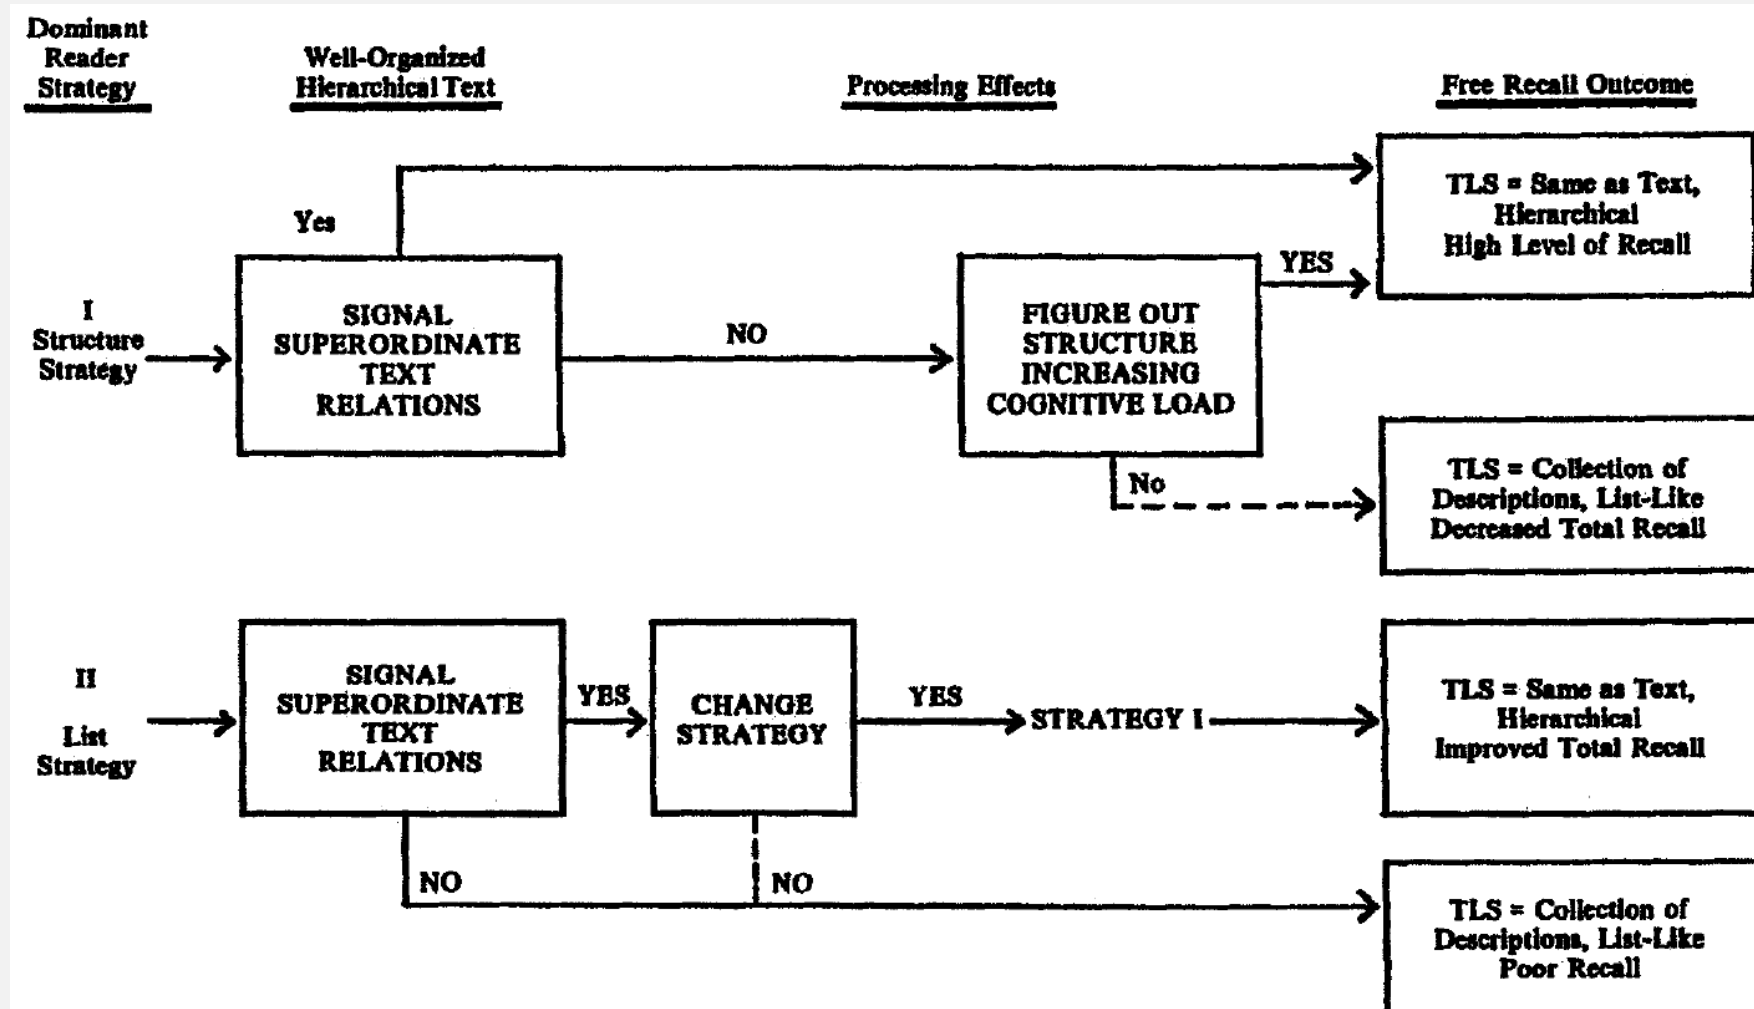 Dominant
Reader
Strategy
Well-Organized
Hierarchical Text
Processing Effects
Free Recall Outcome
I
Structure
Strategy
Yes
SIGNAL
SUPERORDINATE
TEXT
RELATIONS
NO
FIGURE OUT
STRUCTURE
INCREASING
COGNITIVE LOAD
YES
No
TLS = Same as Text,
Hierarchical
High Level of Recall
TLS = Collection of
Descriptions, List-Like
Decreased Total Recall
II
List
Strategy
SIGNAL
SUPERORDINATE
TEXT
RELATIONS
YES
NO
CHANGE
STRATEGY
YES
NO
STRATEGY I
TLS = Same as Text,
Hierarchical
Improved Total Recall
TLS = Collection of
Descriptions, List-Like
Poor Recall